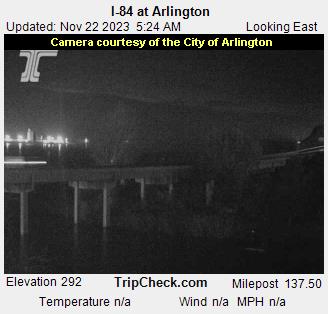 I-84 at Arlington
Updated: Nov 22 2023 5:24 AM Looking East
Camera courtesy of the City of Arlington
Elevation 292 TripCheck.com Milepost 137.50
Temperature n/a Wind n/a MPH n/a